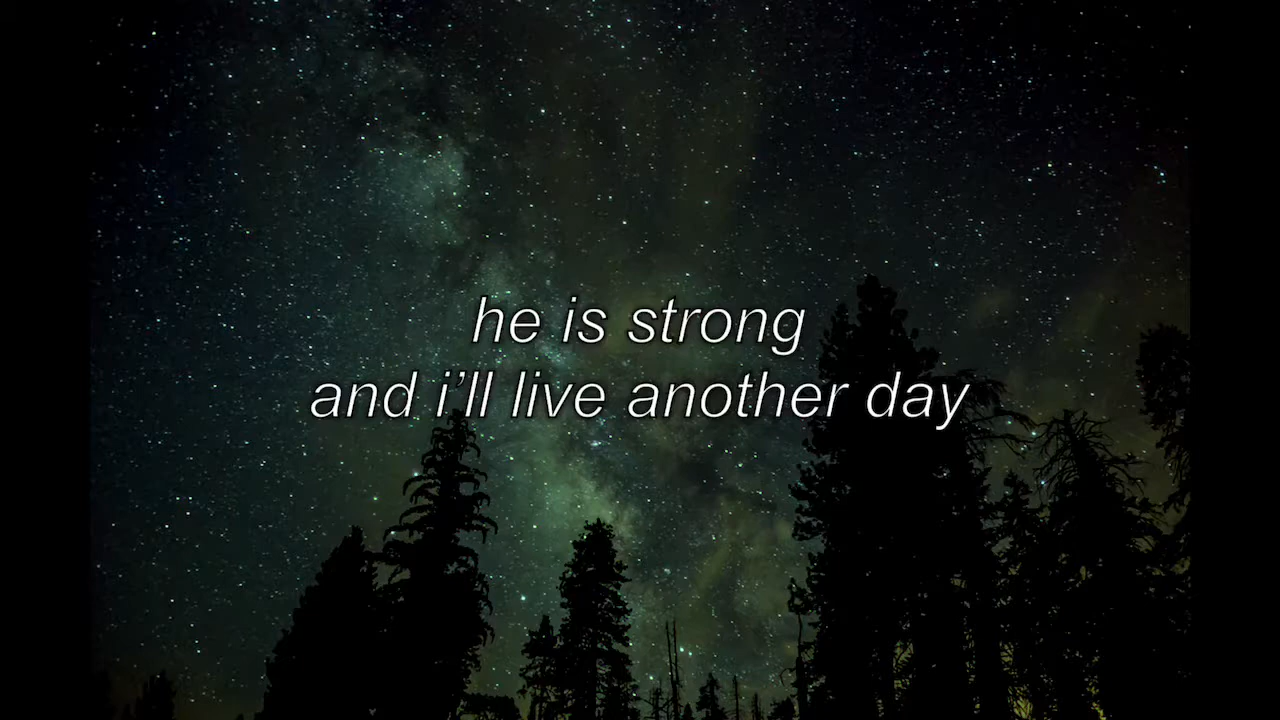 he is strong
and i’ll live another day